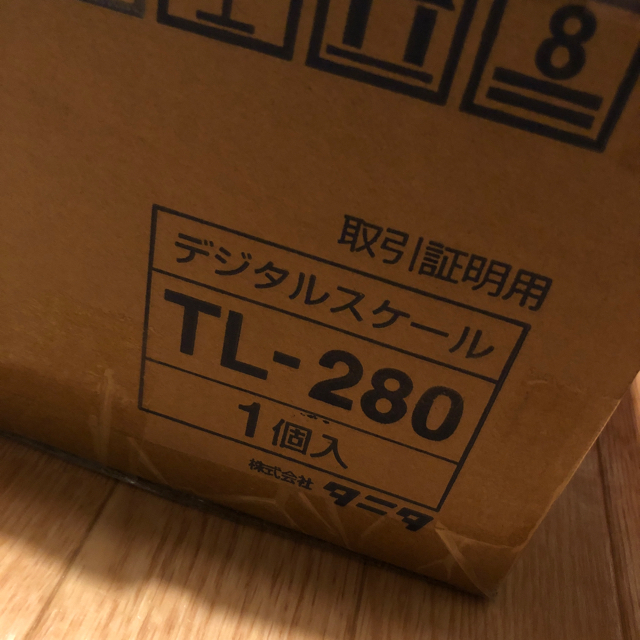 8
取引証明用
デジタルスケール
TL-280
1個入
株式会社 タニタ